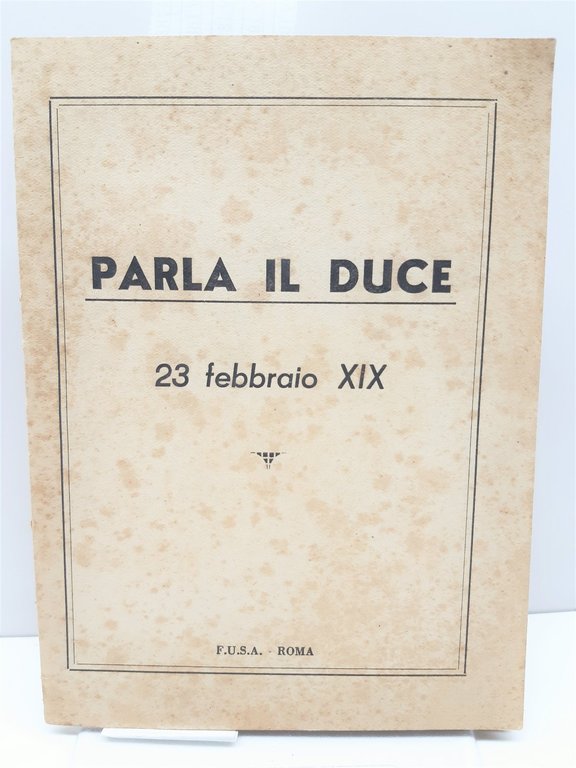 PARLA IL DUCE
23 febbraio XIX
F.U.S.A. - ROMA